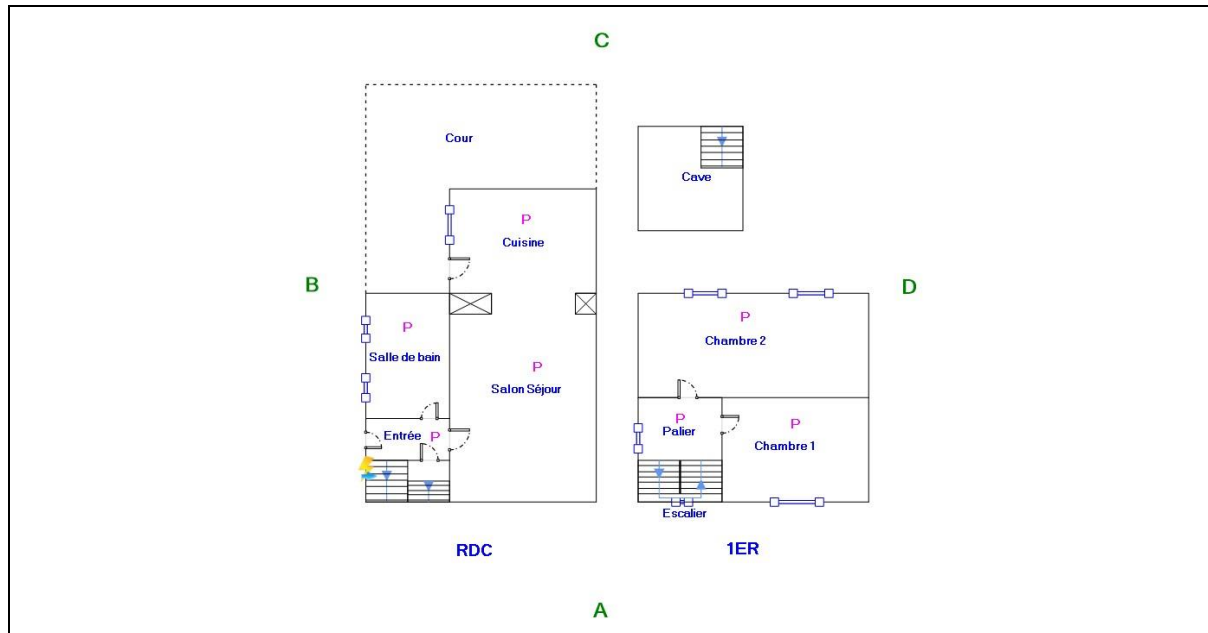 C
Cour
Cave
P
Cuisine
B
D
P
Salle de bain
P
Salon Séjour
P
Chambre 2
Entrée
P
P
Palier
P
Chambre 1
Escalier
RDC
1ER
A